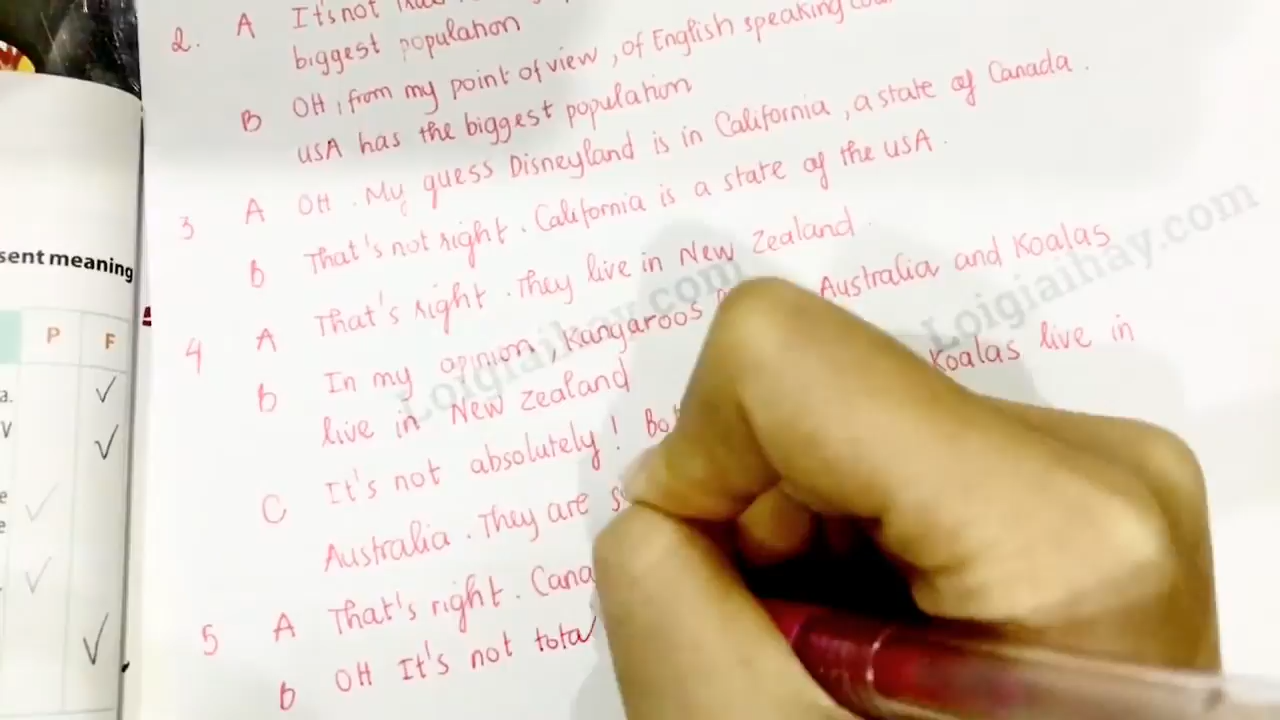 2. A It's not
biggest population
B OH, from my point of view, of English speaking
USA has the biggest population
3 A OH. My guess Disneyland is in California, a state of Canada.
B That's not right. California is a state of the USA.
4 A That's right. They live in New Zealand.
B In my opinion, Kangaroos Australia and Koalas
live in New Zealand
C It's not absolutely! Koalas live in
Australia. They are
5 A That's right.
B OH It's not
sent meaning
P F
a.
v
e
e
Loigiaihay.com
Loigiaihay.com